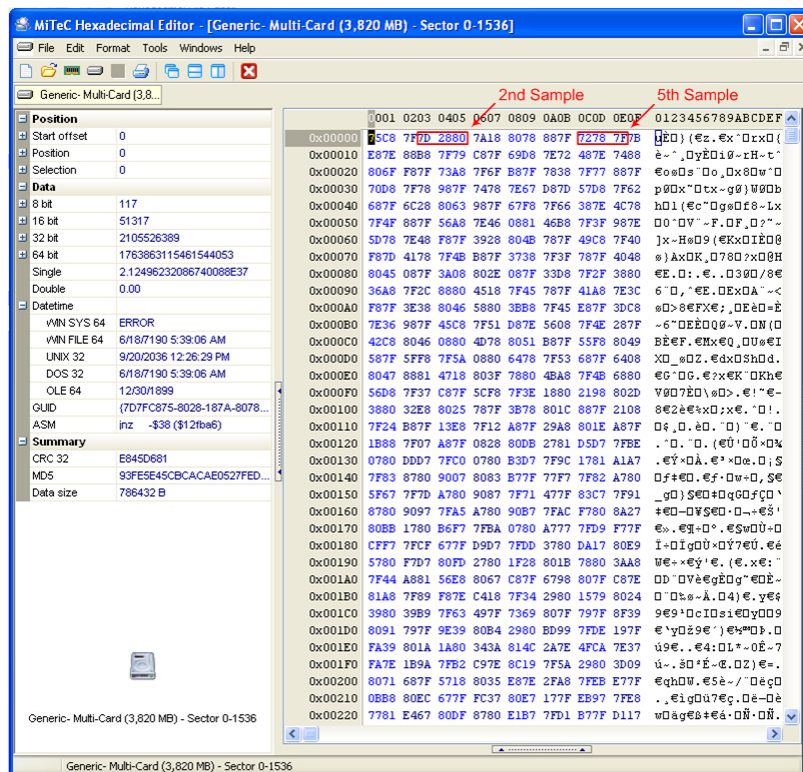 MiTeC Hexadecimal Editor - [Generic- Multi-Card (3,820 MB) - Sector 0-1536]
File Edit Format Tools Windows Help
Generic- Multi-Card (3,8...
2nd Sample 5th Sample
Position
Start offset 0
Position 0
Selection 0
Data
8 bit 117
16 bit 51317
32 bit 2105526389
64 bit 1763863115461544053
Single 2.12496232086740088E37
Double 0.00
Datetime
WIN SYS 64 ERROR
WIN FILE 64 6/18/7190 5:39:06 AM
UNIX 32 9/20/2036 12:26:29 PM
DOS 32 6/18/7190 5:39:06 AM
OLE 64 12/30/1899
GUID {7D7FC875-8028-187A-8078...
ASM jnz -$38 ($12fba6)
Summary
CRC 32 E845D681
MD5 93FE5E45CBCACAE0527FED...
Data size 786432 B
Generic- Multi-Card (3,820 MB) - Sector 0-1536
0001 0203 0405 0607 0809 0A0B 0C0D 0E0F 0123456789ABCDEF
0x00000 75C8 7F7D 2880 7A18 8078 887F 7278 7F7B
0x00010 E87E 88B8 7F79 C87F 69D8 7E72 487E 7488
0x00020 806F F87F 73A8 7F6F B87F 7838 7F77 887F
0x00030 70D8 7F78 987F 7478 7E67 D87D 57D8 7F62
0x00040 687F 6C28 8063 987F 67F8 7F66 387E 4C78
0x00050 7F4F 887F 56A8 7E46 0881 46B8 7F3F 987E
0x00060 5D78 7E48 F87F 3928 804B 787F 49C8 7F40
0x00070 F87D 4178 7F4B B87F 3738 7F3F 787F 4048
0x00080 8045 087F 3A08 802E 087F 33D8 7F2F 3880
0x00090 36A8 7F2C 8880 4518 7F45 787F 41A8 7E3C
0x000A0 F87F 3E38 8046 5880 3BB8 7F45 E87F 3DC8
0x000B0 7E36 987F 45C8 7F51 D87E 5608 7F4E 287F
0x000C0 42C8 8046 0880 4D78 8051 B87F 55F8 8049
0x000D0 587F 5FF8 7F5A 0880 6478 7F53 687F 6408
0x000E0 8047 8881 4718 803F 7880 4BA8 7F4B 6880
0x000F0 56D8 7F37 C87F 5CF8 7F3E 1880 2198 802D
0x00100 3880 32E8 8025 787F 3B78 801C 887F 2108
0x00110 7F24 B87F 13E8 7F12 A87F 29A8 801E A87F
0x00120 1B88 7F07 A87F 0828 80DB 2781 D5D7 7FBE
0x00130 0780 DDD7 7FC0 0780 B3D7 7F9C 1781 A1A7
0x00140 7F83 8780 9007 8083 B77F F77F 7F82 A780
0x00150 5F67 7F7D A780 9087 7F71 477F 83C7 7F91
0x00160 8780 9097 7FA5 A780 90B7 7FAC F780 8A27
0x00170 80BB 1780 B6F7 7FBA 0780 A777 7FD9 F77F
0x00180 CFF7 7FCF 677F D9D7 7FDD 3780 DA17 80E9
0x00190 5780 F7D7 80FD 2780 1F28 801B 7880 3AA8
0x001A0 7F44 A881 56E8 8067 C87F 6798 807F C87E
0x001B0 81A8 7F89 F87E C418 7F34 2980 1579 8024
0x001C0 3980 39B9 7F63 497F 7369 807F 797F 8F39
0x001D0 8091 797F 9E39 80B4 2980 BD99 7FDE 197F
0x001E0 FA39 801A 1A80 343A 814C 2A7E 4FCA 7E37
0x001F0 FA7E 1B9A 7FB2 C97E 8C19 7F5A 2980 3D09
0x00200 8071 687F 5718 8035 E87E 2FA8 7FEB E77F
0x00210 0BB8 80EC 677F FC37 80E7 177F EB97 7FE8
0x00220 7781 E467 80DF 8780 E1B7 7FD1 B77F D117
Generic- Multi-Card (3,820 MB) - Sector 0-1536